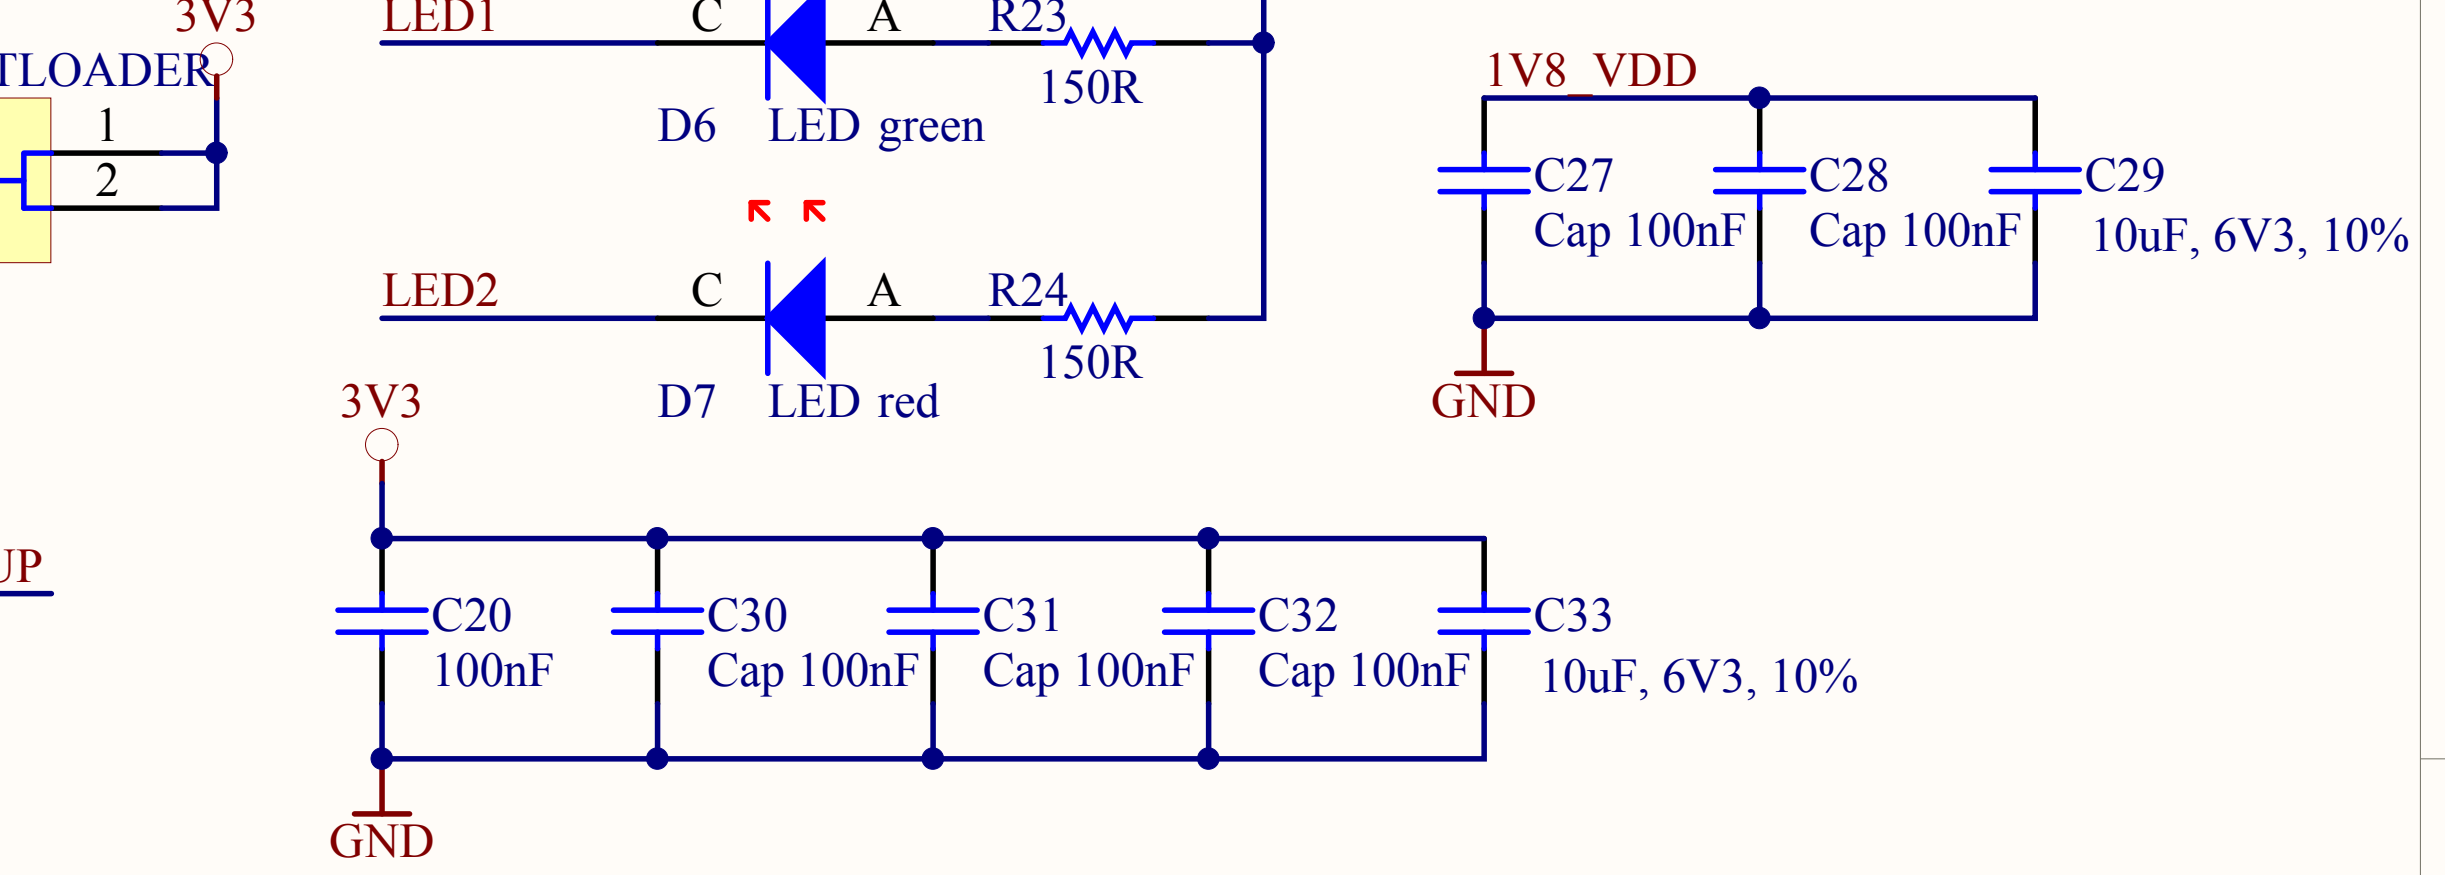 3V3
LED1
C
A
R23
150R
D6
LED green
TLOADER
1
2
1V8_VDD
C27
Cap 100nF
C28
Cap 100nF
C29
10uF, 6V3, 10%
GND
LED2
C
A
R24
150R
D7
LED red
3V3
UP
C20
100nF
C30
Cap 100nF
C31
Cap 100nF
C32
Cap 100nF
C33
10uF, 6V3, 10%
GND